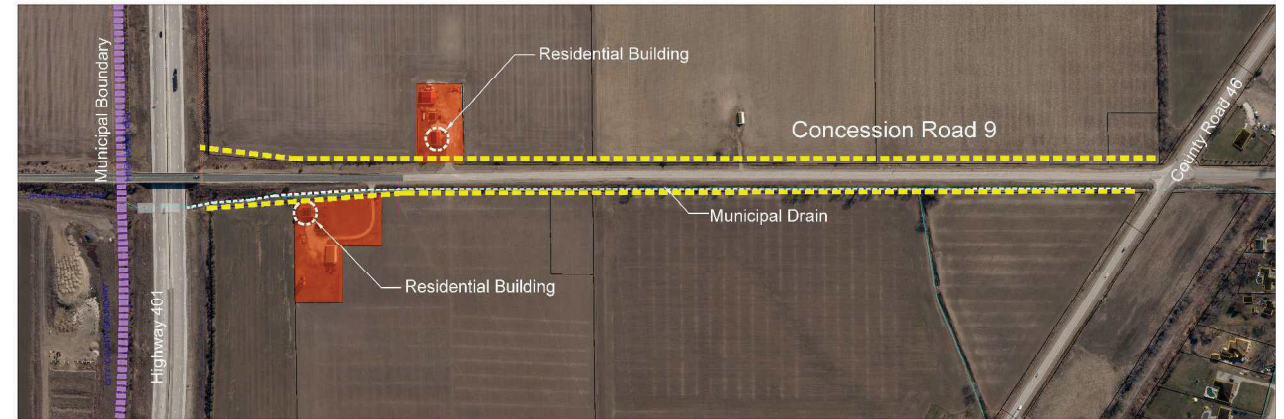 Municipal Boundary
Highway 401
Residential Building
Concession Road 9
County Road 46
Municipal Drain
Residential Building